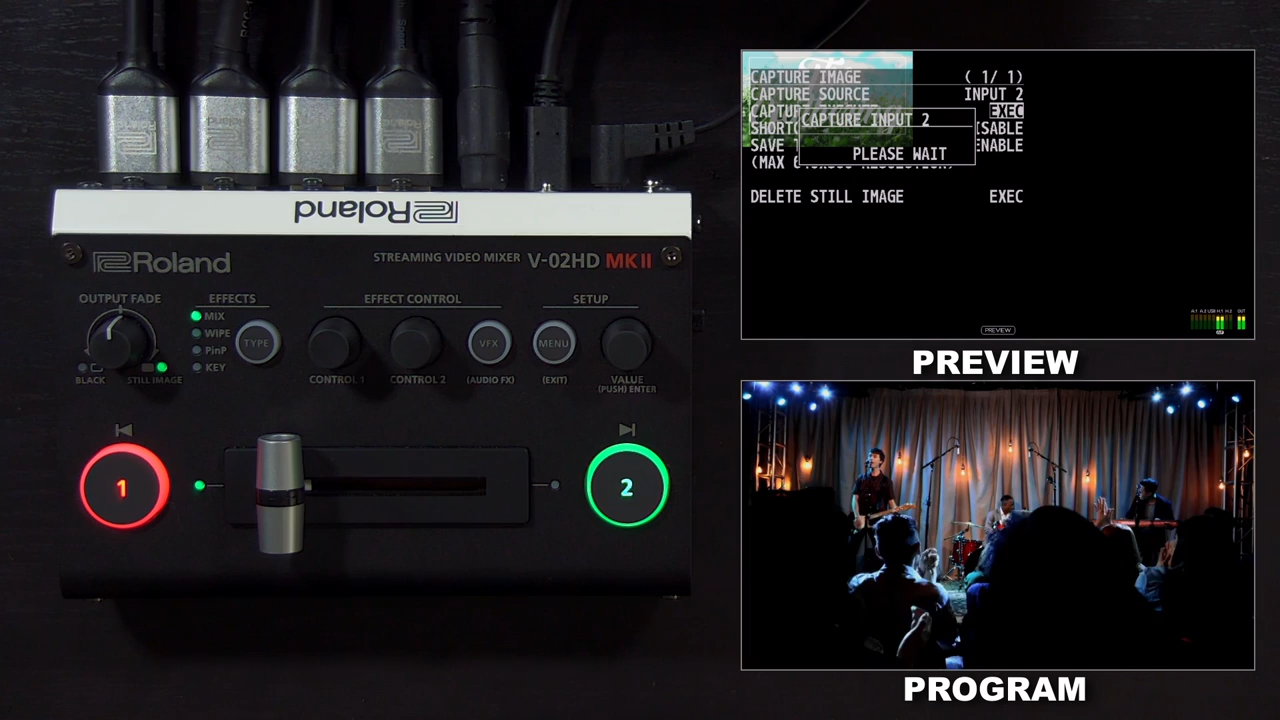 Roland
Roland
STREAMING VIDEO MIXER V-02HD MK II
OUTPUT FADE
EFFECTS
EFFECT CONTROL
SETUP
MIX
WIPE
PinP
KEY
TYPE
VFX
MENU
BLACK
STILL IMAGE
CONTROL 1
CONTROL 2
(AUDIO FX)
(EXIT)
VALUE
(PUSH) ENTER
1
2
CAPTURE IMAGE ( 1/ 1)
CAPTURE SOURCE INPUT 2
EXEC
CAPTURE INPUT 2
PLEASE WAIT
ENABLE
DELETE STILL IMAGE EXEC
PREVIEW
PREVIEW
PROGRAM